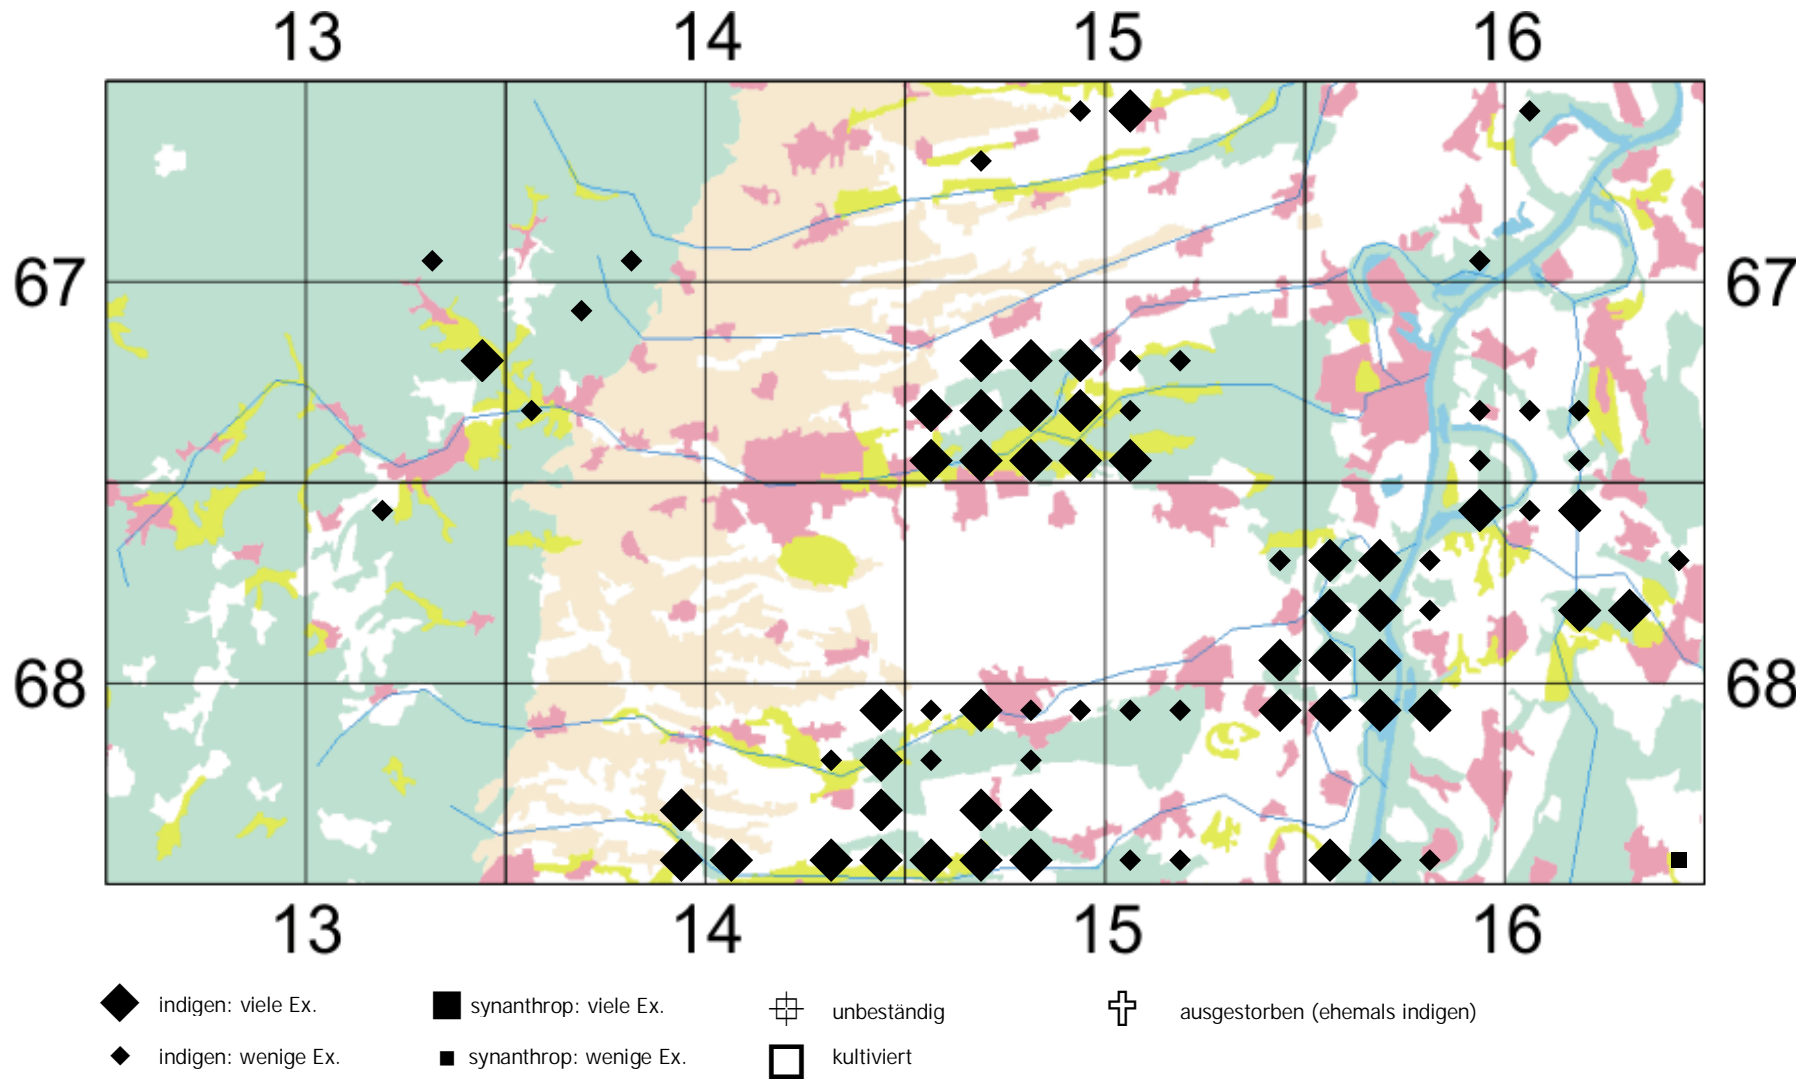 13 14 15 16
67 67
68 68
13 14 15 16
indigen: viele Ex. synanthrop: viele Ex. unbeständig ausgestorben (ehemals indigen)
indigen: wenige Ex. synanthrop: wenige Ex. kultiviert